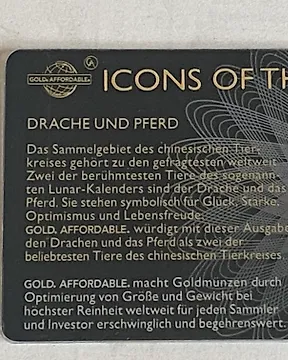 GOLD. AFFORDABLE.
ICONS OF TH
DRACHE UND PFERD
Das Sammelgebiet des chinesischen Tier-
kreises gehört zu den gefragtesten weltweit
Zwei der berühmtesten Tiere des sogenann-
ten Lunar-Kalenders sind der Drache und das
Pferd. Sie stehen symbolisch für Glück, Stärke,
Optimismus und Lebensfreude.
GOLD. AFFORDABLE. würdigt mit dieser Ausgabe
den Drachen und das Pferd als zwei der
beliebtesten Tiere des chinesischen Tierkreises.
GOLD. AFFORDABLE. macht Goldmünzen durch
Optimierung von Größe und Gewicht bei
höchster Reinheit weltweit für jeden Sammler
und Investor erschwinglich und begehrenswert.